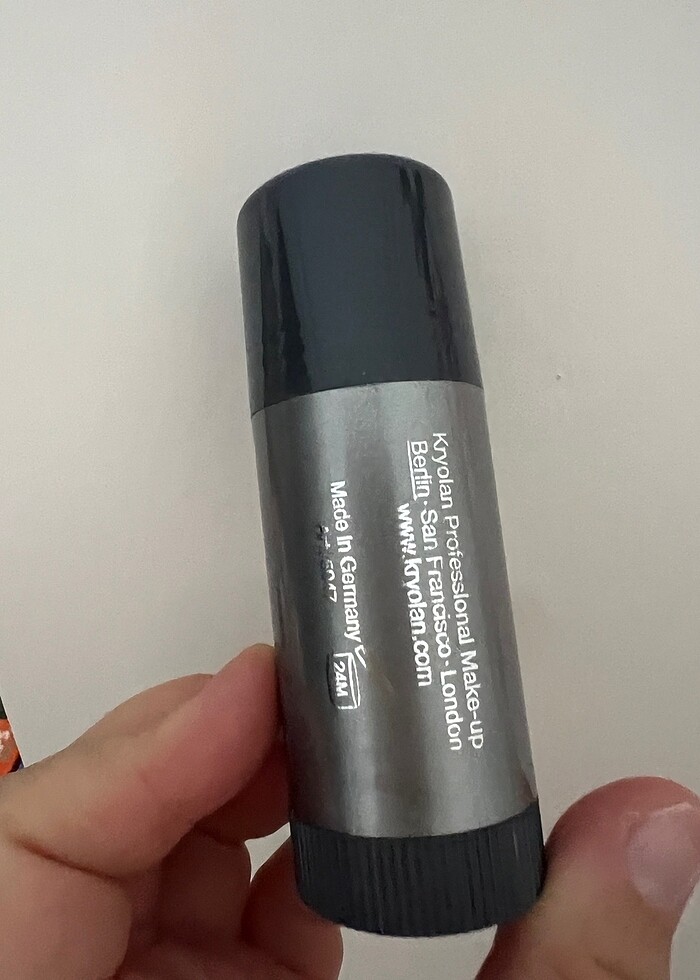 Kryolan Professional Make-up
Berlin · San Francisco · London
www.kryolan.com
Made In Germany
24M